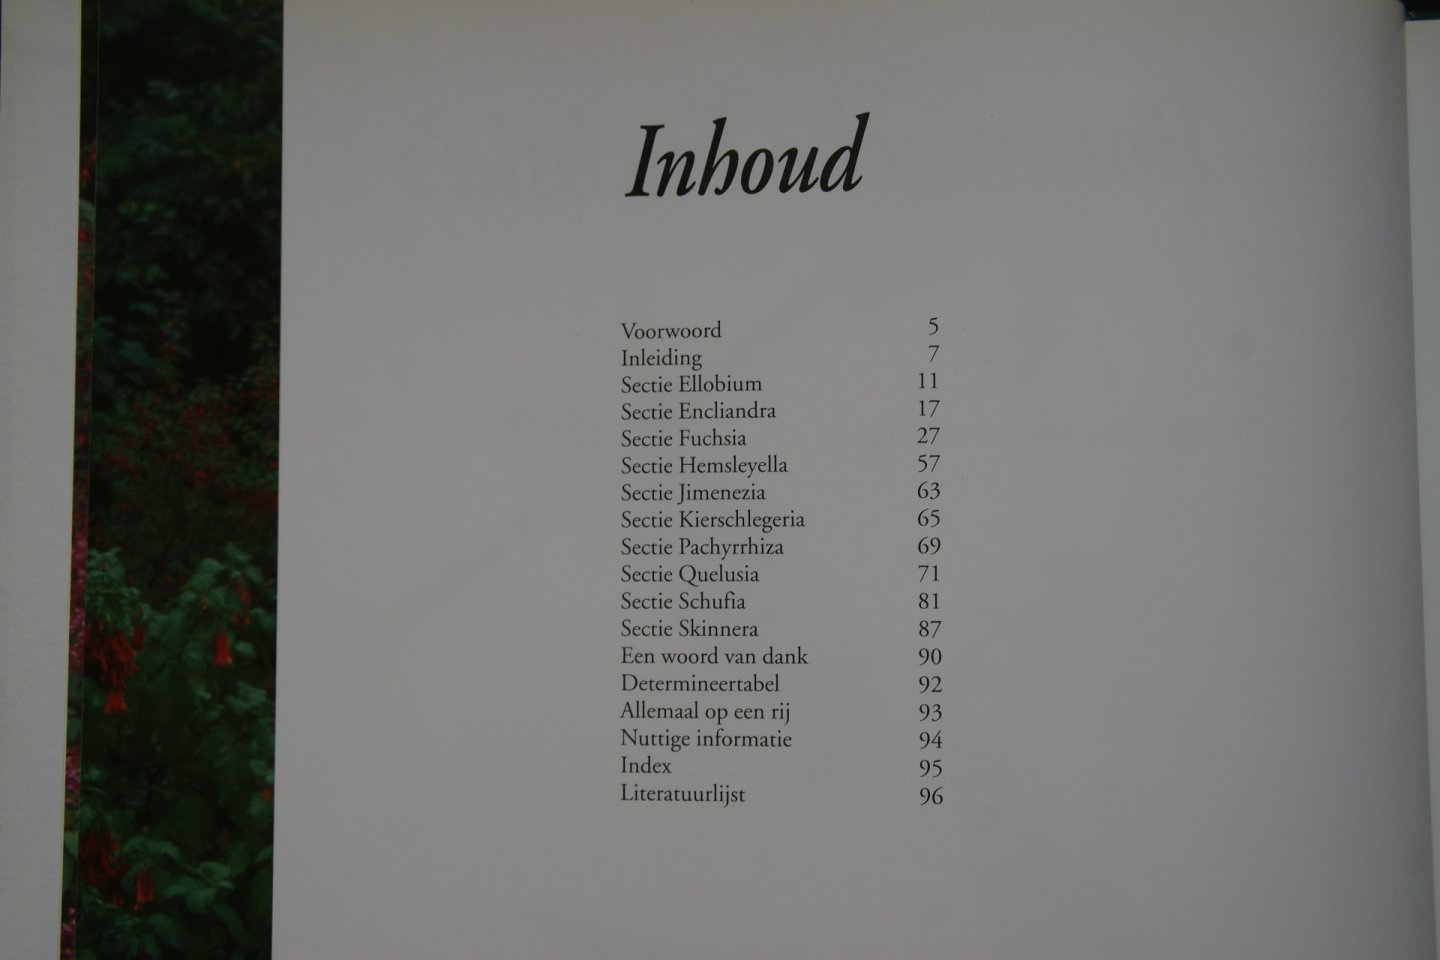 Inhoud
Voorwoord 5
Inleiding 7
Sectie Ellobium 11
Sectie Encliandra 17
Sectie Fuchsia 27
Sectie Hemsleyella 57
Sectie Jimenezia 63
Sectie Kierschlegeria 65
Sectie Pachyrrhiza 69
Sectie Quelusia 71
Sectie Schufia 81
Sectie Skinnera 87
Een woord van dank 90
Determineertabel 92
Allemaal op een rij 93
Nuttige informatie 94
Index 95
Literatuurlijst 96